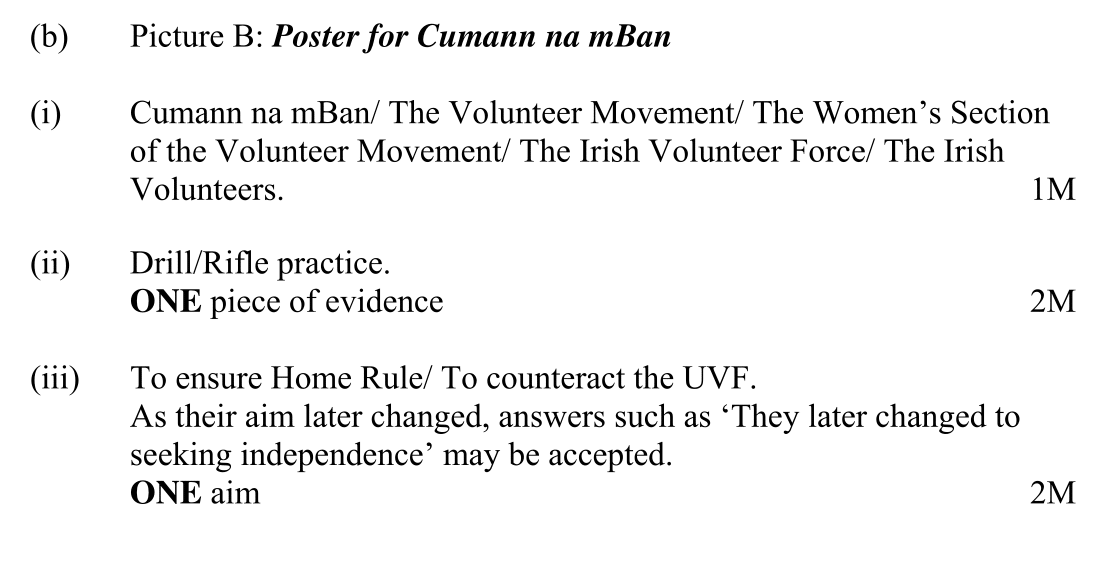 (b) Picture B: Poster for Cumann na mBan
(i) Cumann na mBan/ The Volunteer Movement/ The Women’s Section
of the Volunteer Movement/ The Irish Volunteer Force/ The Irish
Volunteers. 1M
(ii) Drill/Rifle practice.
ONE piece of evidence 2M
(iii) To ensure Home Rule/ To counteract the UVF.
As their aim later changed, answers such as ‘They later changed to
seeking independence’ may be accepted.
ONE aim 2M